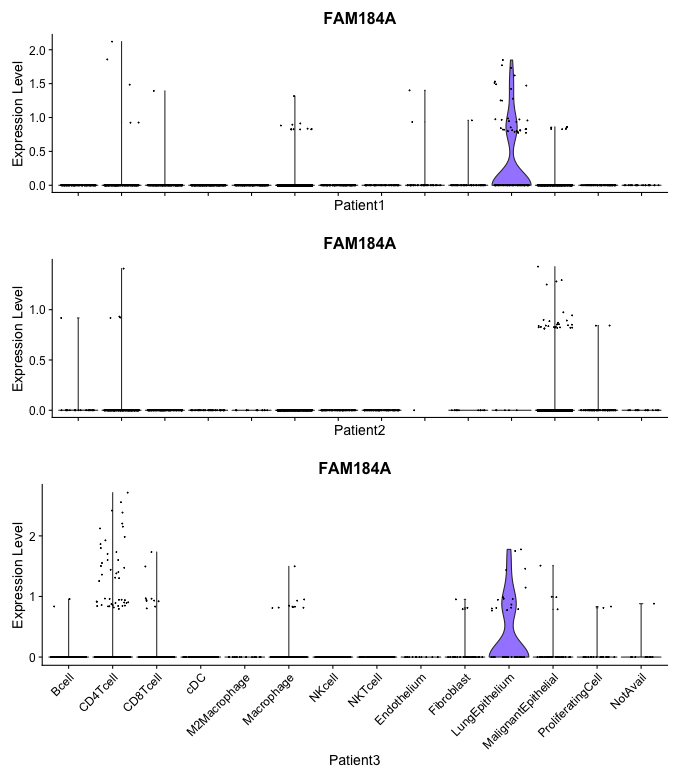 FAM184A
Expression Level
2.0
1.5
1.0
0.5
0.0
Patient1
FAM184A
Expression Level
1.0
0.5
0.0
Patient2
FAM184A
Expression Level
2
1
0
Bcell
CD4Tcell
CD8Tcell
cDC
M2Macrophage
Macrophage
NKcell
NKTcell
Endothelium
Fibroblast
LungEpithelium
MalignantEpithelial
ProliferatingCell
NotAvail
Patient3